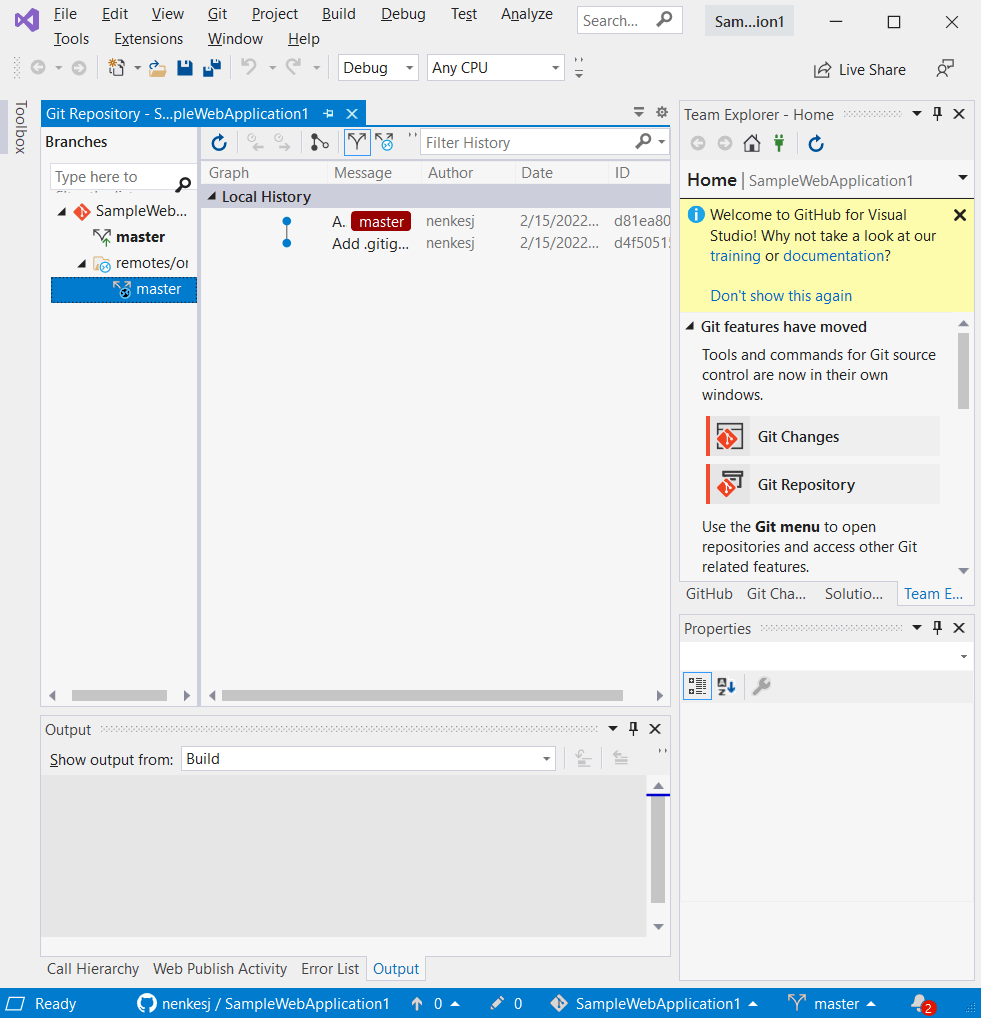 File Edit View Git Project Build Debug Test Analyze Search... Sam...ion1
Tools Extensions Window Help
Debug Any CPU Live Share
Toolbox
Git Repository - S...pleWebApplication1
Branches
Type here to
SampleWeb...
master
remotes/or
master
Filter History
Graph Message Author Date ID
Local History
A. master nenkesj 2/15/2022... d81ea80
Add .gitig... nenkesj 2/15/2022... d4f5051
Team Explorer - Home
Home | SampleWebApplication1
Welcome to GitHub for Visual
Studio! Why not take a look at our
training or documentation?
Don't show this again
Git features have moved
Tools and commands for Git source
control are now in their own
windows.
Git Changes
Git Repository
Use the Git menu to open
repositories and access other Git
related features.
GitHub Git Cha... Solutio... Team E...
Properties
Output
Show output from: Build
Call Hierarchy Web Publish Activity Error List Output
Ready nenkesj / SampleWebApplication1 0 0 SampleWebApplication1 master 2